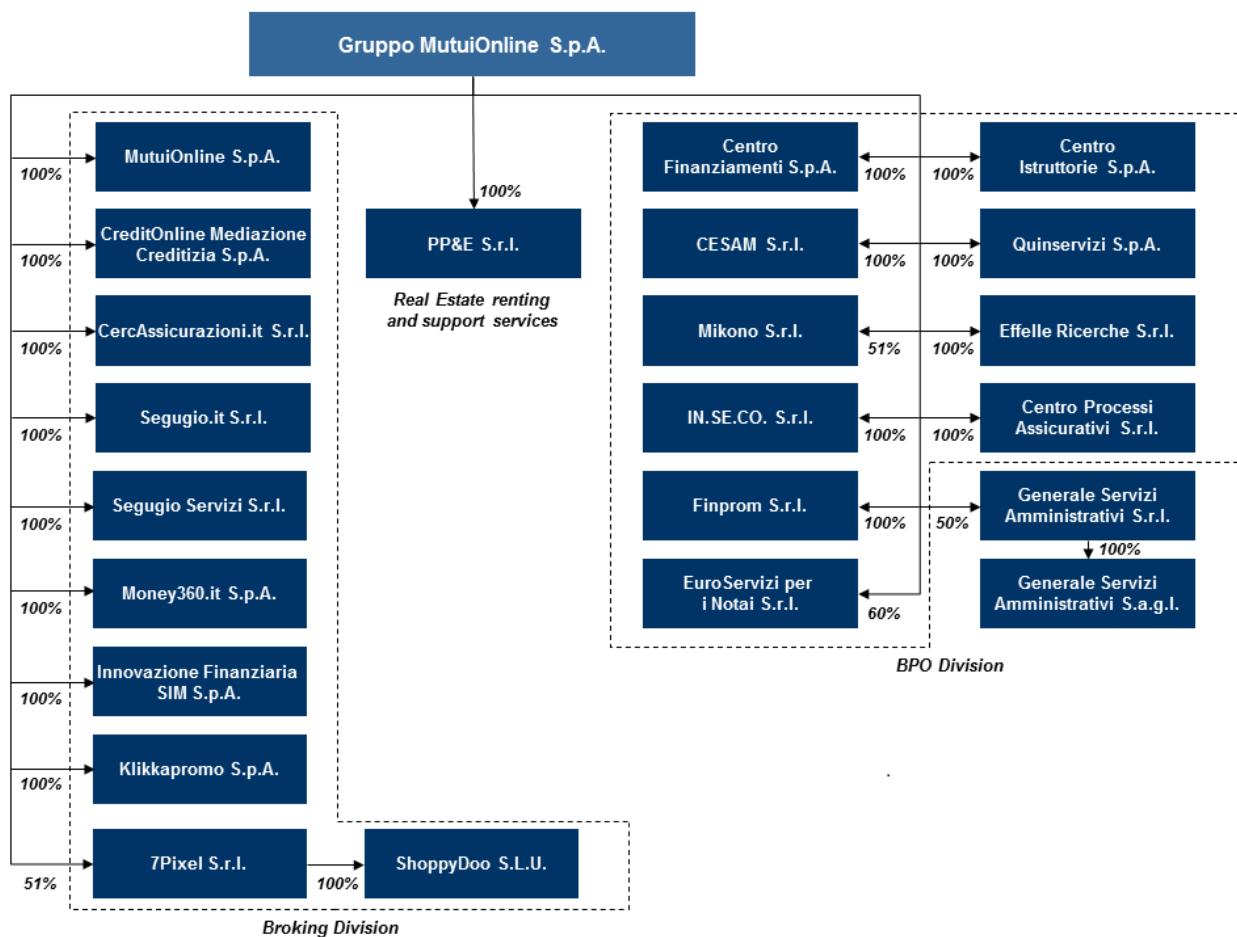 Gruppo MutuiOnline S.p.A.
MutuiOnline S.p.A.
100%
CreditOnline Mediazione
Creditizia S.p.A.
100%
CercAssicurazioni.it S.r.l.
100%
Segugio.it S.r.l.
100%
Segugio Servizi S.r.l.
100%
Money360.it S.p.A.
100%
Innovazione Finanziaria
SIM S.p.A.
100%
Klikkapromo S.p.A.
100%
7Pixel S.r.l.
51%
100%
ShoppyDoo S.L.U.
Broking Division
100%
PP&E S.r.l.
Real Estate renting
and support services
Centro
Finanziamenti S.p.A.
100%
100%
Centro
Istruttorie S.p.A.
CESAM S.r.l.
100%
100%
Quinservizi S.p.A.
Mikono S.r.l.
51%
100%
Effelle Ricerche S.r.l.
IN.SE.CO. S.r.l.
100%
100%
Centro Processi
Assicurativi S.r.l.
Finprom S.r.l.
100%
50%
Generale Servizi
Amministrativi S.r.l.
100%
EuroServizi per
i Notai S.r.l.
60%
Generale Servizi
Amministrativi S.a.g.l.
BPO Division